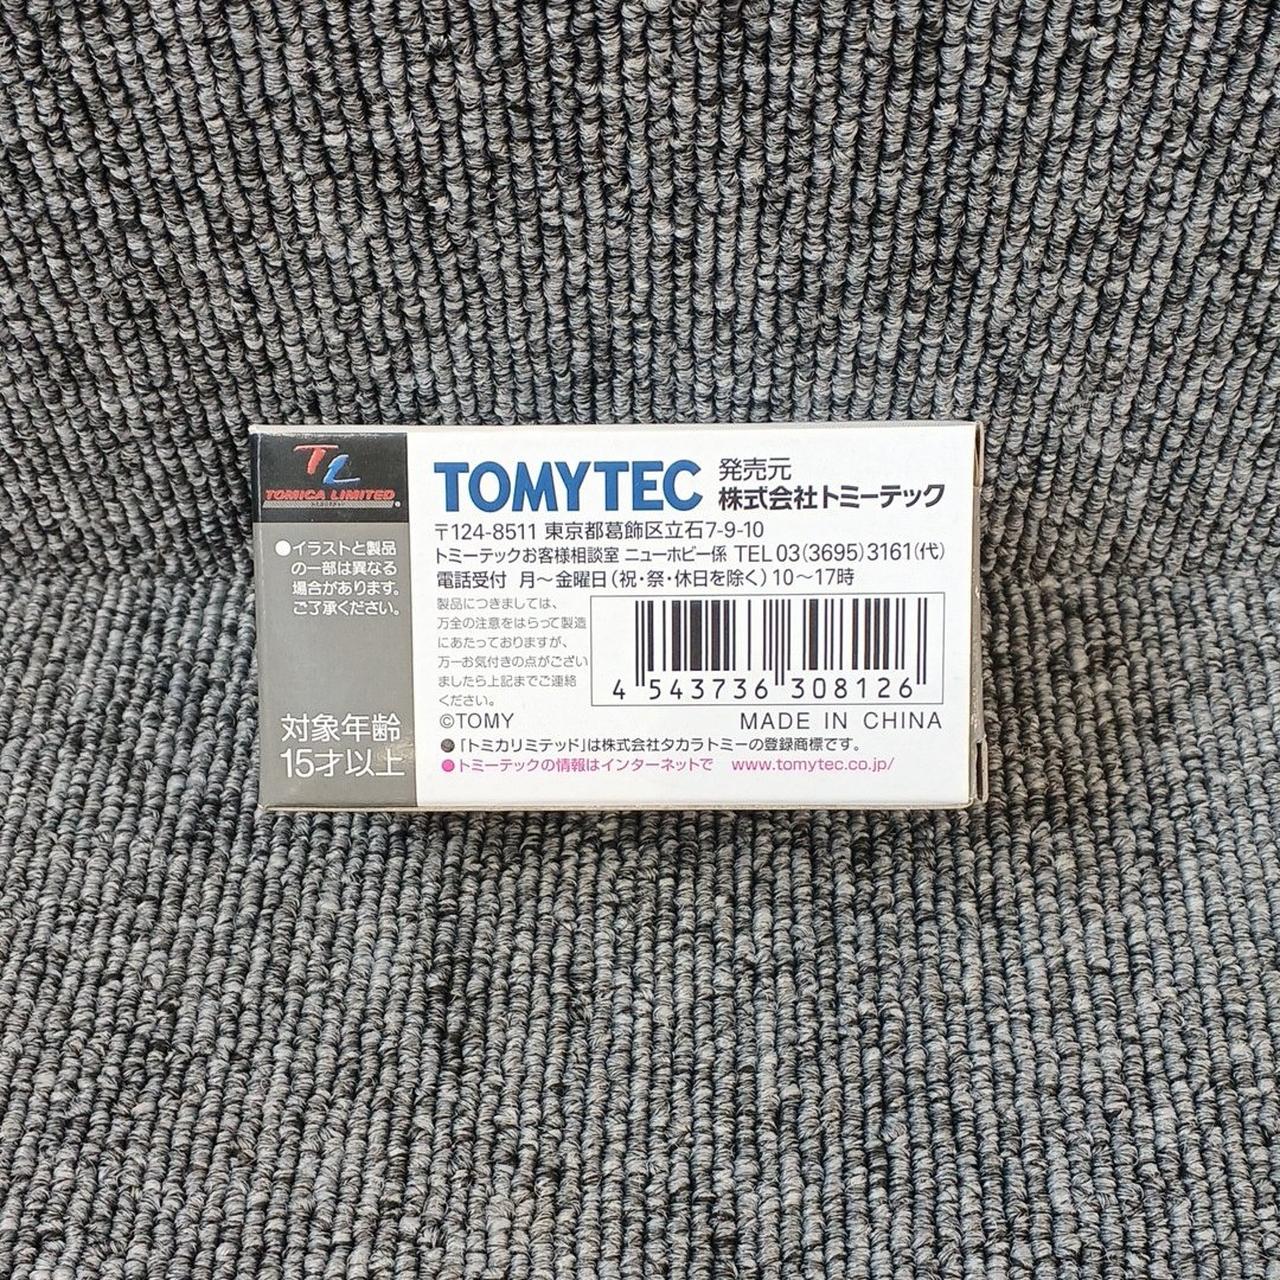 TL
TOMICA LIMITED
●イラストと製品
の一部は異なる
場合があります。
ご了承ください。
対象年齢
15才以上
TOMYTEC
発売元
株式会社トミーテック
〒124-8511 東京都葛飾区立石7-9-10
トミーテックお客様相談室 ニューホビー係 TEL 03(3695)3161(代)
電話受付 月〜金曜日(祝・祭・休日を除く)10〜17時
製品につきましては、
万全の注意をはらって製造
にあたっておりますが、
万一お気付きの点がござい
ましたら上記までご連絡
ください。
4 543736 308126
©TOMY
MADE IN CHINA
●「トミカリミテッド」は株式会社タカラトミーの登録商標です。
●トミーテックの情報はインターネットで www.tomytec.co.jp/